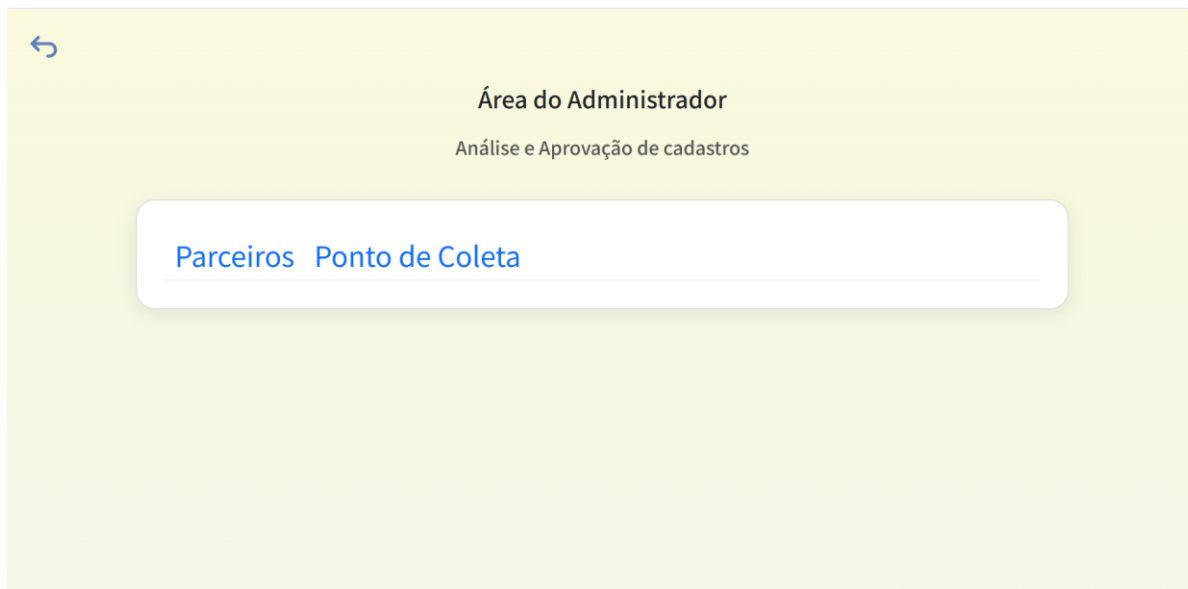 Área do Administrador
Análise e Aprovação de cadastros
Parceiros Ponto de Coleta